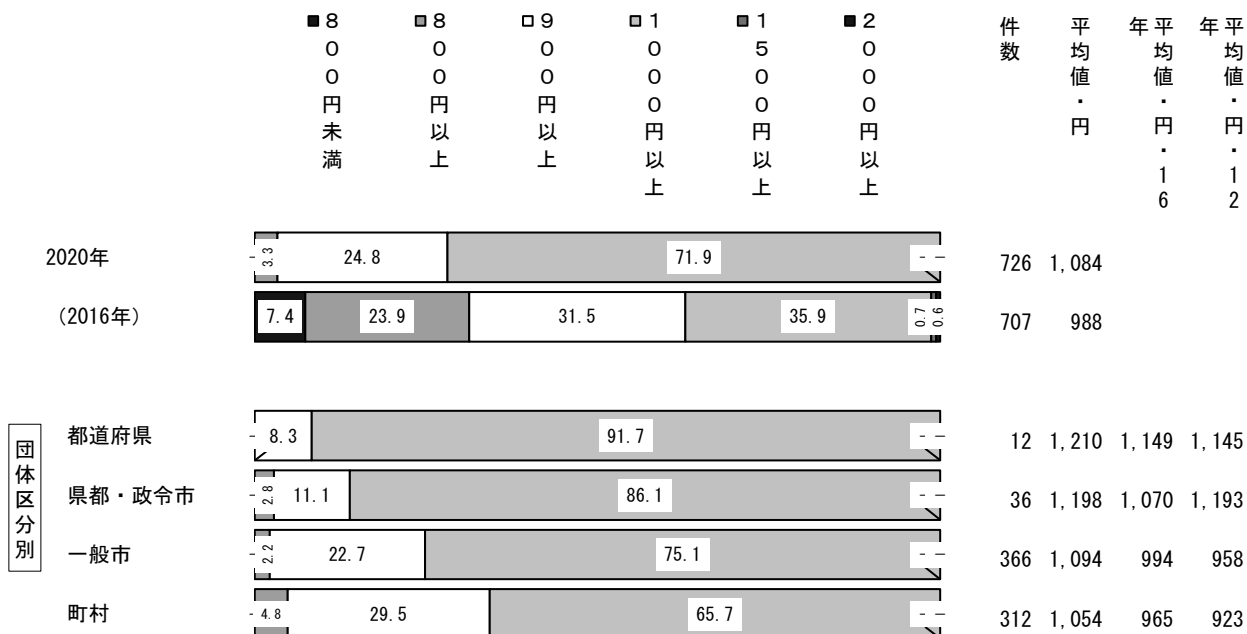 ■800円未満
■800円以上
□900円以上
■1000円以上
■1500円以上
■2000円以上
件数
平均値・円
平均値・円・16年
平均値・円・12年
2020年 - 3.3 24.8 71.9 - - 726 1,084
（2016年） 7.4 23.9 31.5 35.9 0.7 0.6 707 988
団体区分別
都道府県 - 8.3 91.7 - - 12 1,210 1,149 1,145
県都・政令市 - 2.8 11.1 86.1 - - 36 1,198 1,070 1,193
一般市 - 2.2 22.7 75.1 - - 366 1,094 994 958
町村 - 4.8 29.5 65.7 - - 312 1,054 965 923